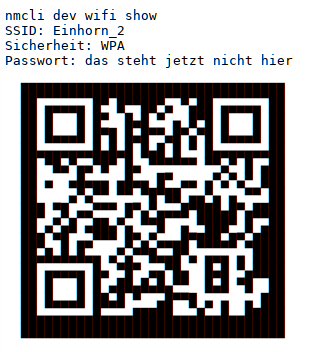 nmcli dev wifi show
SSID: Einhorn_2
Sicherheit: WPA
Passwort: das steht jetzt nicht hier